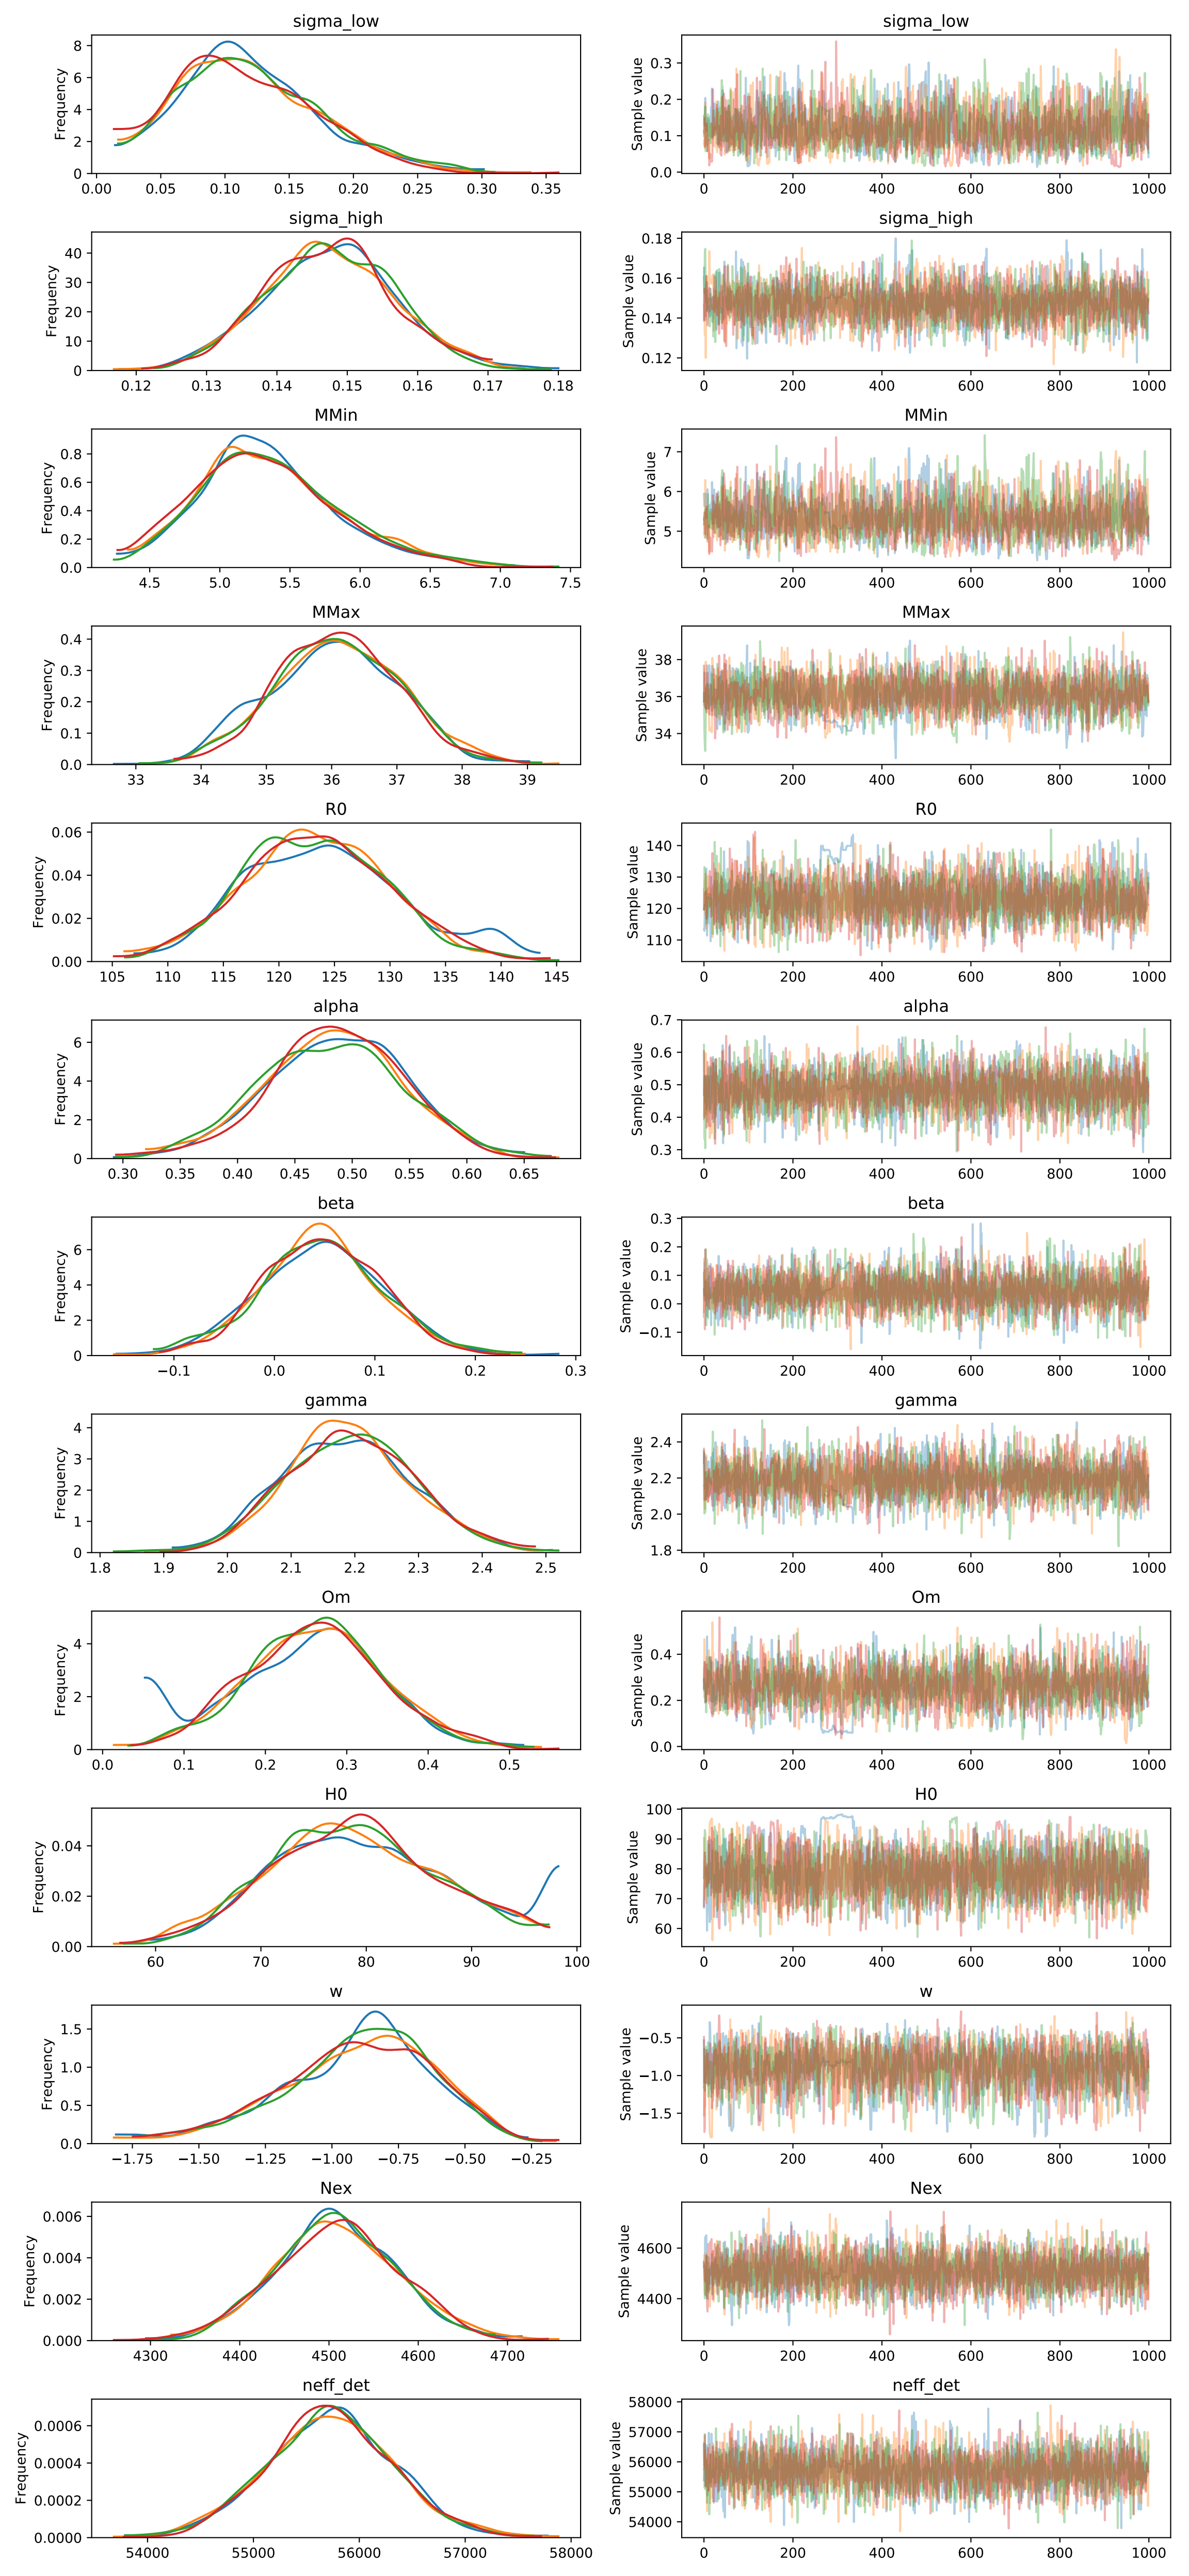 sigma_low sigma_low
Frequency
8
6
4
2
0
0.00 0.05 0.10 0.15 0.20 0.25 0.30 0.35
Sample value
0.3
0.2
0.1
0.0
0 200 400 600 800 1000
sigma_high sigma_high
Frequency
40
30
20
10
0
0.12 0.13 0.14 0.15 0.16 0.17 0.18
Sample value
0.18
0.16
0.14
0.12
0 200 400 600 800 1000
MMin MMin
Frequency
0.8
0.6
0.4
0.2
0.0
4.5 5.0 5.5 6.0 6.5 7.0 7.5
Sample value
7
6
5
0 200 400 600 800 1000
MMax MMax
Frequency
0.4
0.3
0.2
0.1
0.0
33 34 35 36 37 38 39
Sample value
38
36
34
0 200 400 600 800 1000
R0 R0
Frequency
0.06
0.04
0.02
0.00
105 110 115 120 125 130 135 140 145
Sample value
140
130
120
110
0 200 400 600 800 1000
alpha alpha
Frequency
6
4
2
0
0.30 0.35 0.40 0.45 0.50 0.55 0.60 0.65
Sample value
0.7
0.6
0.5
0.4
0.3
0 200 400 600 800 1000
beta beta
Frequency
6
4
2
0
−0.1 0.0 0.1 0.2 0.3
Sample value
0.3
0.2
0.1
0.0
−0.1
0 200 400 600 800 1000
gamma gamma
Frequency
4
3
2
1
0
1.8 1.9 2.0 2.1 2.2 2.3 2.4 2.5
Sample value
2.4
2.2
2.0
1.8
0 200 400 600 800 1000
Om Om
Frequency
4
2
0
0.0 0.1 0.2 0.3 0.4 0.5
Sample value
0.4
0.2
0.0
0 200 400 600 800 1000
H0 H0
Frequency
0.04
0.02
0.00
60 70 80 90 100
Sample value
100
90
80
70
60
0 200 400 600 800 1000
w w
Frequency
1.5
1.0
0.5
0.0
−1.75 −1.50 −1.25 −1.00 −0.75 −0.50 −0.25
Sample value
−0.5
−1.0
−1.5
0 200 400 600 800 1000
Nex Nex
Frequency
0.006
0.004
0.002
0.000
4300 4400 4500 4600 4700
Sample value
4600
4400
0 200 400 600 800 1000
neff_det neff_det
Frequency
0.0006
0.0004
0.0002
0.0000
54000 55000 56000 57000 58000
Sample value
58000
57000
56000
55000
54000
0 200 400 600 800 1000